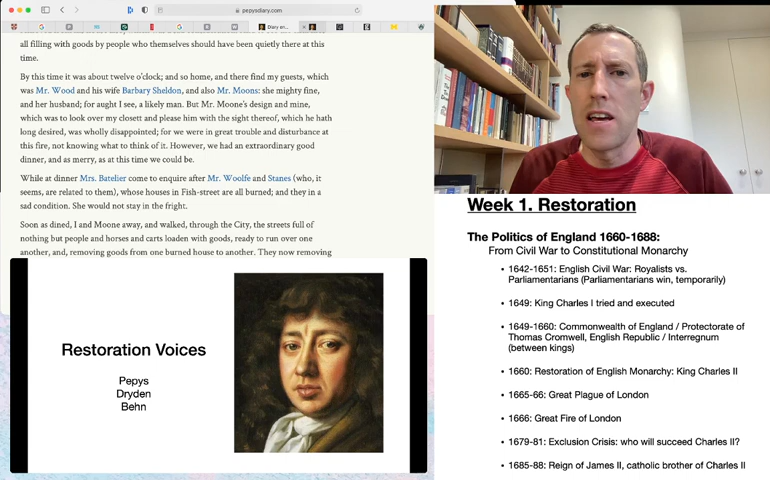 pepysdiary.com
Diary an...
all filling with goods by people who themselves should have been quietly there at this
time.
By this time it was about twelve o'clock; and so home, and there find my guests, which
was Mr. Wood and his wife Barbary Sheldon, and also Mr. Moons: she mighty fine,
and her husband; for aught I see, a likely man. But Mr. Moone's design and mine,
which was to look over my closett and please him with the sight thereof, which he hath
long desired, was wholly disappointed; for we were in great trouble and disturbance at
this fire, not knowing what to think of it. However, we had an extraordinary good
dinner, and as merry, as at this time we could be.
While at dinner Mrs. Batelier come to enquire after Mr. Woolfe and Stanes (who, it
seems, are related to them), whose houses in Fish-street are all burned; and they in a
sad condition. She would not stay in the fright.
Soon as dined, I and Moone away, and walked, through the City, the streets full of
nothing but people and horses and carts loaden with goods, ready to run over one
another, and, removing goods from one burned house to another. They now removing
Restoration Voices
Pepys
Dryden
Behn
Week 1. Restoration
The Politics of England 1660-1688:
From Civil War to Constitutional Monarchy
• 1642-1651: English Civil War: Royalists vs.
Parliamentarians (Parliamentarians win, temporarily)
• 1649: King Charles I tried and executed
• 1649-1660: Commonwealth of England / Protectorate of
Thomas Cromwell, English Republic / Interregnum
(between kings)
• 1660: Restoration of English Monarchy: King Charles II
• 1665-66: Great Plague of London
• 1666: Great Fire of London
• 1679-81: Exclusion Crisis: who will succeed Charles II?
• 1685-88: Reign of James II, catholic brother of Charles II